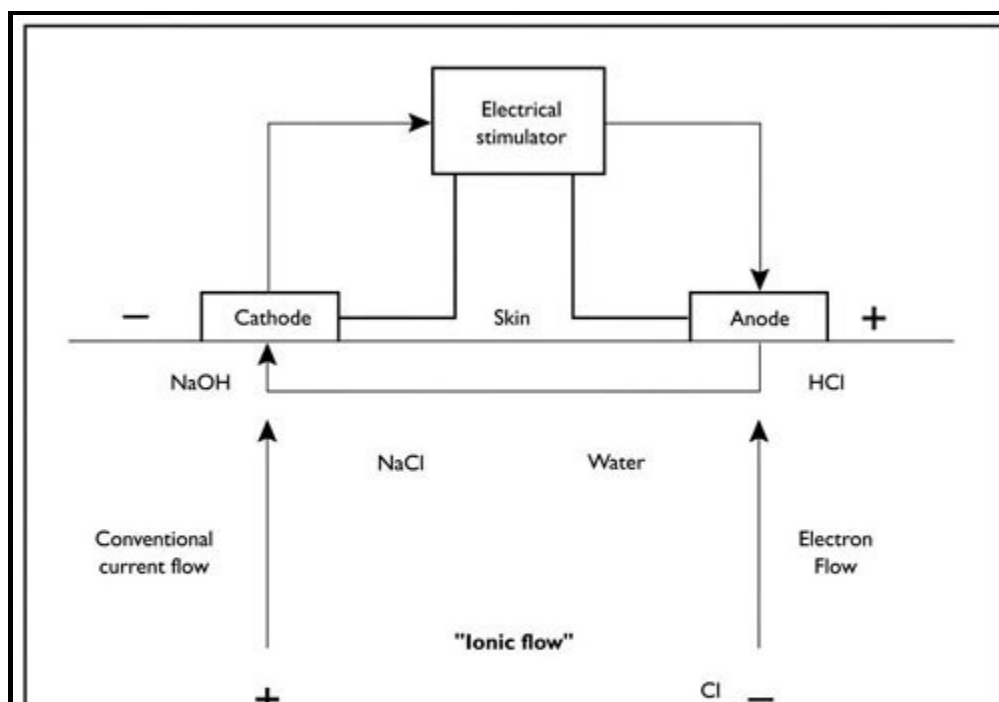 Electrical
stimulator
− Cathode Skin Anode +
NaOH HCl
NaCl Water
Conventional
current flow
Electron
Flow
"Ionic flow"
+ Cl −